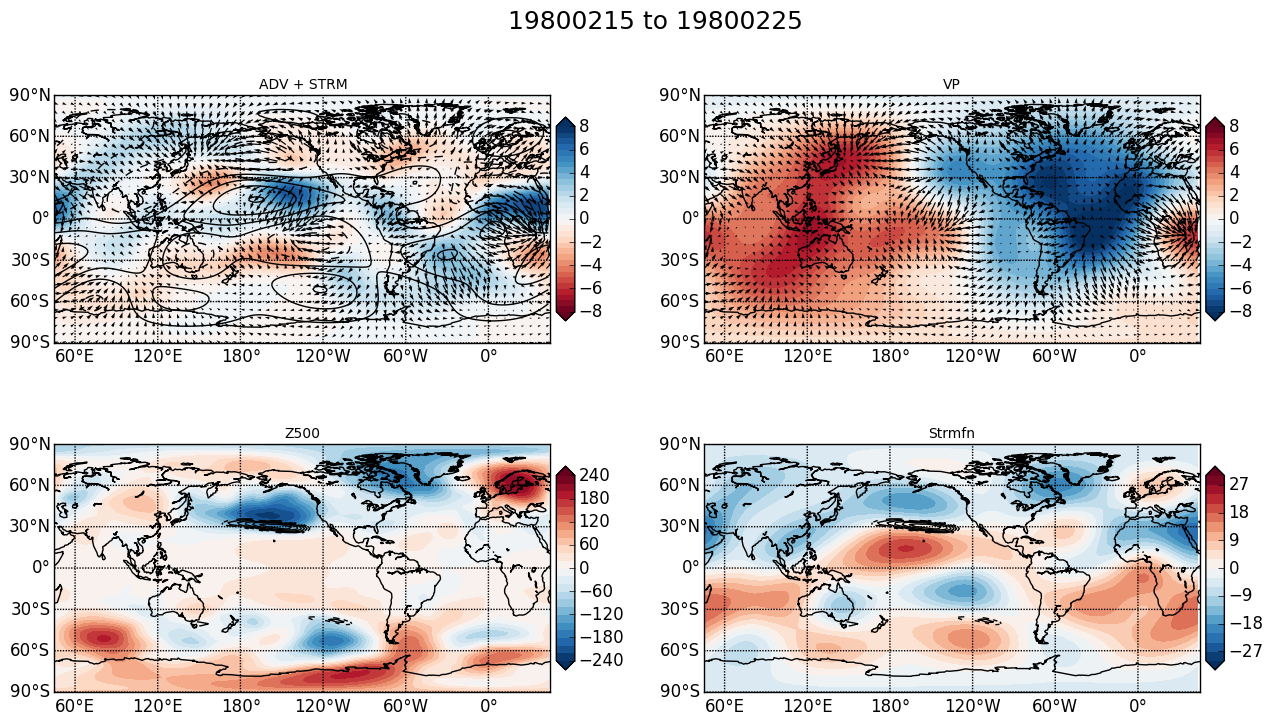 19800215 to 19800225
ADV + STRM
90°N
60°N
30°N
0°
30°S
60°S
90°S
60°E 120°E 180° 120°W 60°W 0°
8
6
4
2
0
−2
−4
−6
−8
VP
90°N
60°N
30°N
0°
30°S
60°S
90°S
60°E 120°E 180° 120°W 60°W 0°
8
6
4
2
0
−2
−4
−6
−8
Z500
90°N
60°N
30°N
0°
30°S
60°S
90°S
60°E 120°E 180° 120°W 60°W 0°
240
180
120
60
0
−60
−120
−180
−240
Strmfn
90°N
60°N
30°N
0°
30°S
60°S
90°S
60°E 120°E 180° 120°W 60°W 0°
27
18
9
0
−9
−18
−27